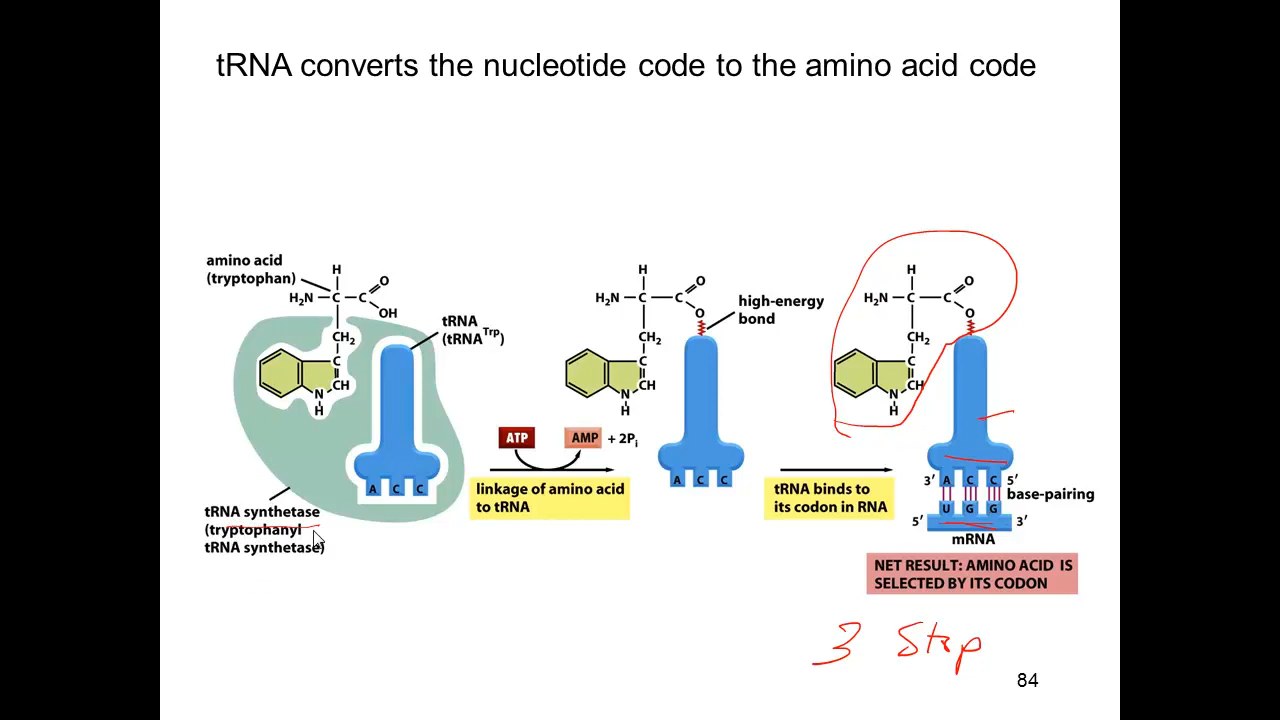 tRNA converts the nucleotide code to the amino acid code
amino acid
(tryptophan)
H
H₂N C C O
OH
CH₂
C
CH
N
H
tRNA
(tRNAᵀʳᵖ)
tRNA synthetase
(tryptophanyl
tRNA synthetase)
A C C
ATP AMP + 2Pᵢ
linkage of amino acid
to tRNA
H
H₂N C C O
O
CH₂
C
CH
N
H
high-energy
bond
A C C
tRNA binds to
its codon in RNA
H
H₂N C C O
O
CH₂
C
CH
N
H
3′ A C C 5′
base-pairing
U G G
5′ 3′
mRNA
NET RESULT: AMINO ACID IS
SELECTED BY ITS CODON
3 Stop
84